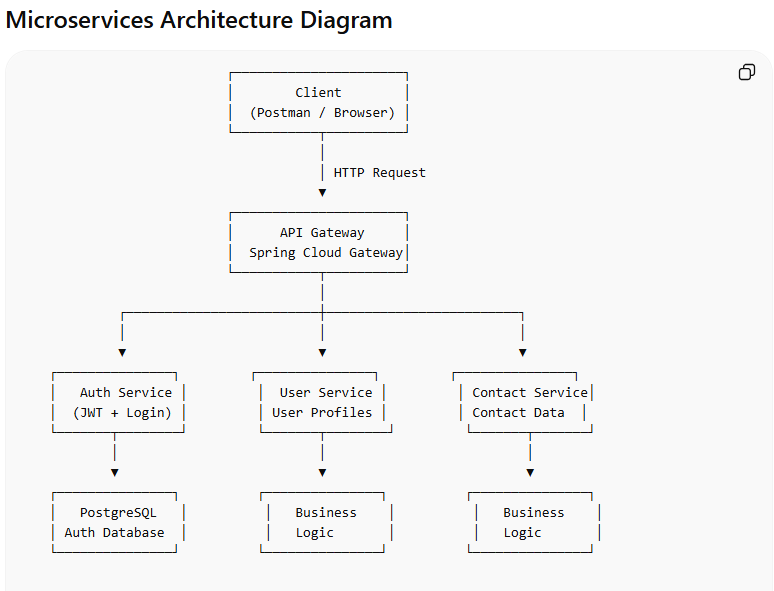 Microservices Architecture Diagram
Client
(Postman / Browser)
HTTP Request
API Gateway
Spring Cloud Gateway
Auth Service
(JWT + Login)
User Service
User Profiles
Contact Service
Contact Data
PostgreSQL
Auth Database
Business
Logic
Business
Logic